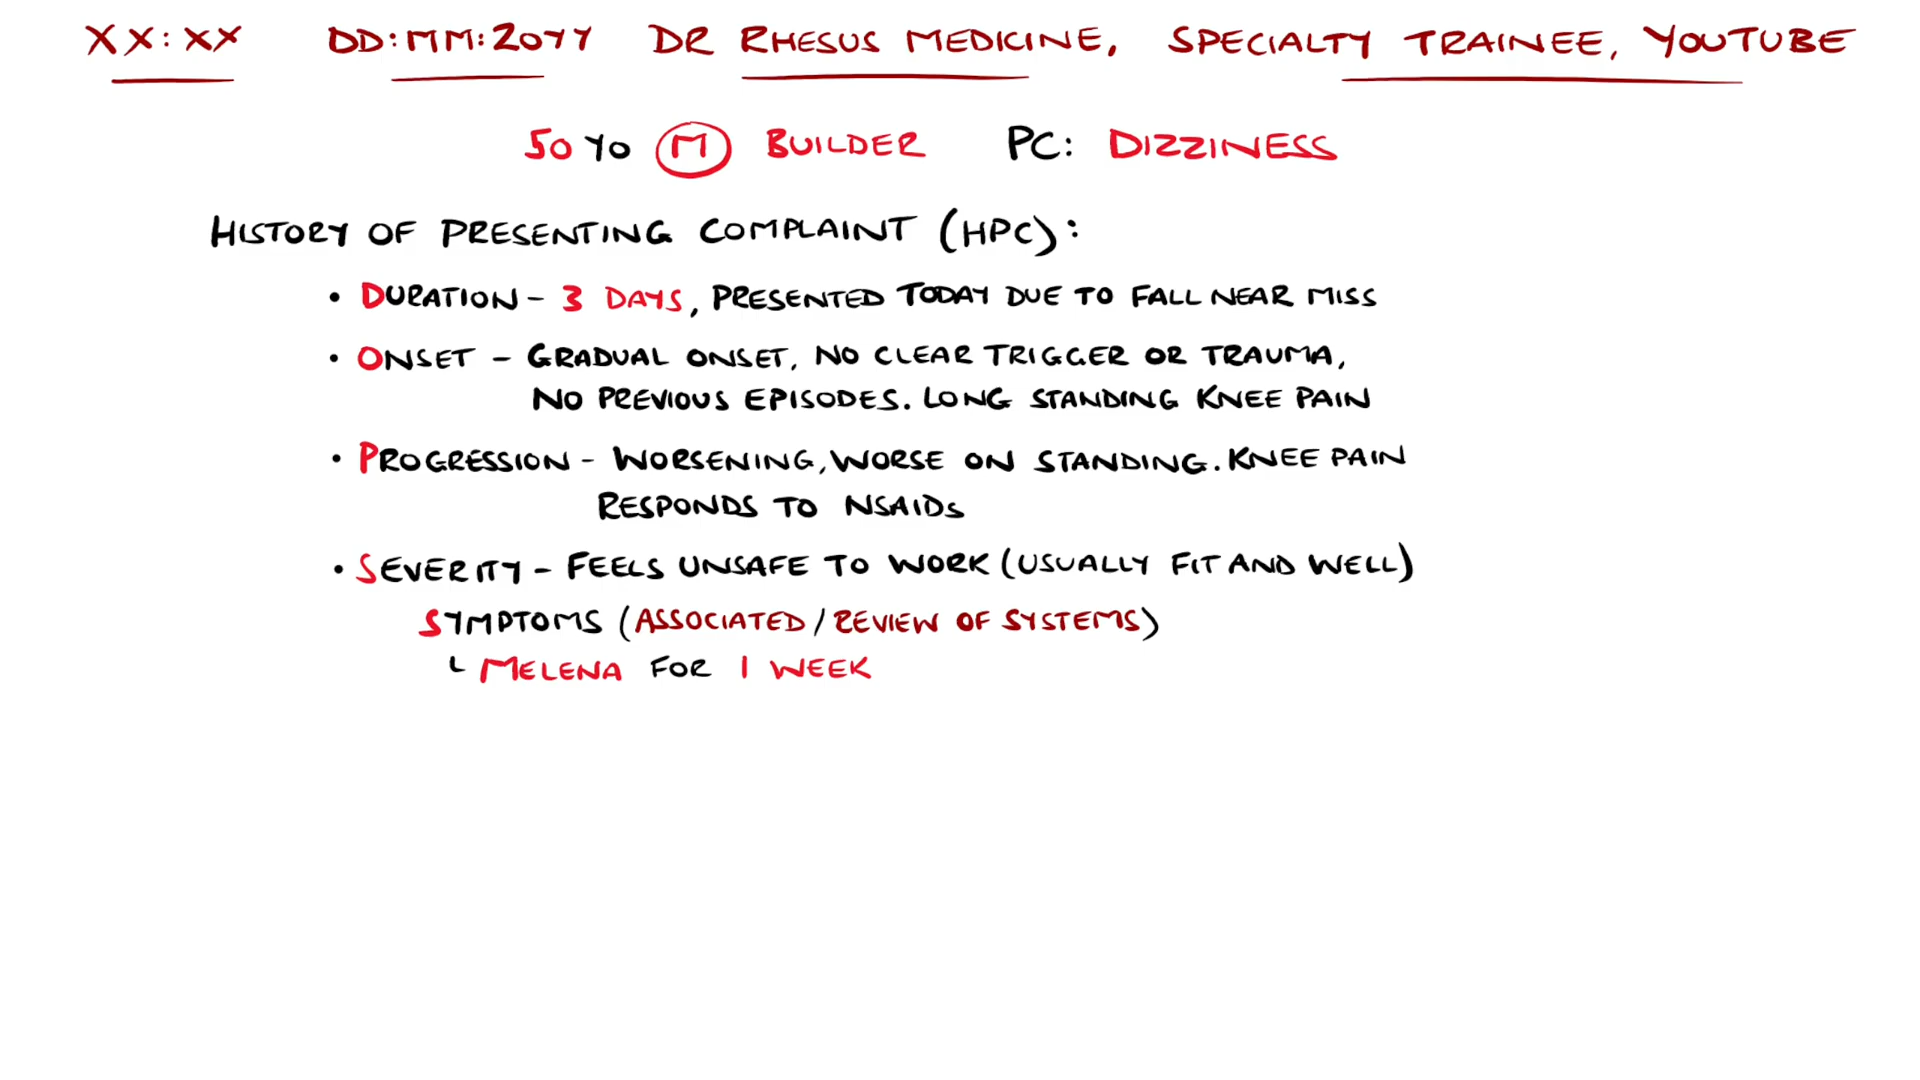 XX:XX DD:MM:20YY DR RHESUS MEDICINE, SPECIALTY TRAINEE, YOUTUBE
50 YO M BUILDER PC: DIZZINESS
HISTORY OF PRESENTING COMPLAINT (HPC):
• DURATION - 3 DAYS, PRESENTED TODAY DUE TO FALL NEAR MISS
• ONSET - GRADUAL ONSET, NO CLEAR TRIGGER OR TRAUMA,
NO PREVIOUS EPISODES. LONG STANDING KNEE PAIN
• PROGRESSION - WORSENING, WORSE ON STANDING. KNEE PAIN
RESPONDS TO NSAIDs
• SEVERITY - FEELS UNSAFE TO WORK (USUALLY FIT AND WELL)
SYMPTOMS (ASSOCIATED / REVIEW OF SYSTEMS)
└ MELENA FOR 1 WEEK